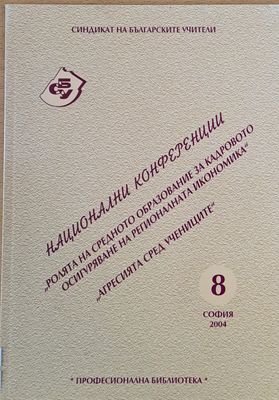 СИНДИКАТ НА БЪЛГАРСКИТЕ УЧИТЕЛИ
СБУ
НАЦИОНАЛНИ КОНФЕРЕНЦИИ
„РОЛЯТА НА СРЕДНОТО ОБРАЗОВАНИЕ ЗА КАДРОВОТО
ОСИГУРЯВАНЕ НА РЕГИОНАЛНАТА ИКОНОМИКА“
„АГРЕСИЯТА СРЕД УЧЕНИЦИТЕ“
8
СОФИЯ
2004
* ПРОФЕСИОНАЛНА БИБЛИОТЕКА *